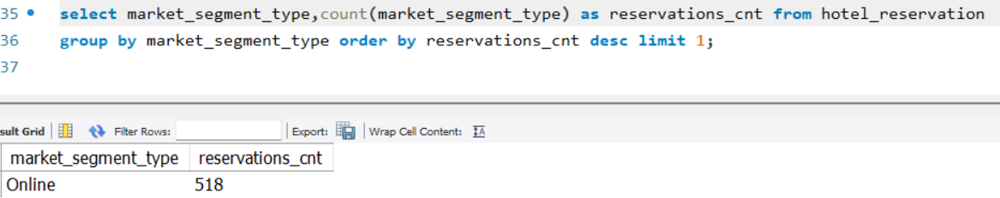 35 select market_segment_type,count(market_segment_type) as reservations_cnt from hotel_reservation
36 group by market_segment_type order by reservations_cnt desc limit 1;
37
sult Grid Filter Rows: Export: Wrap Cell Content: IA
market_segment_type reservations_cnt
Online 518